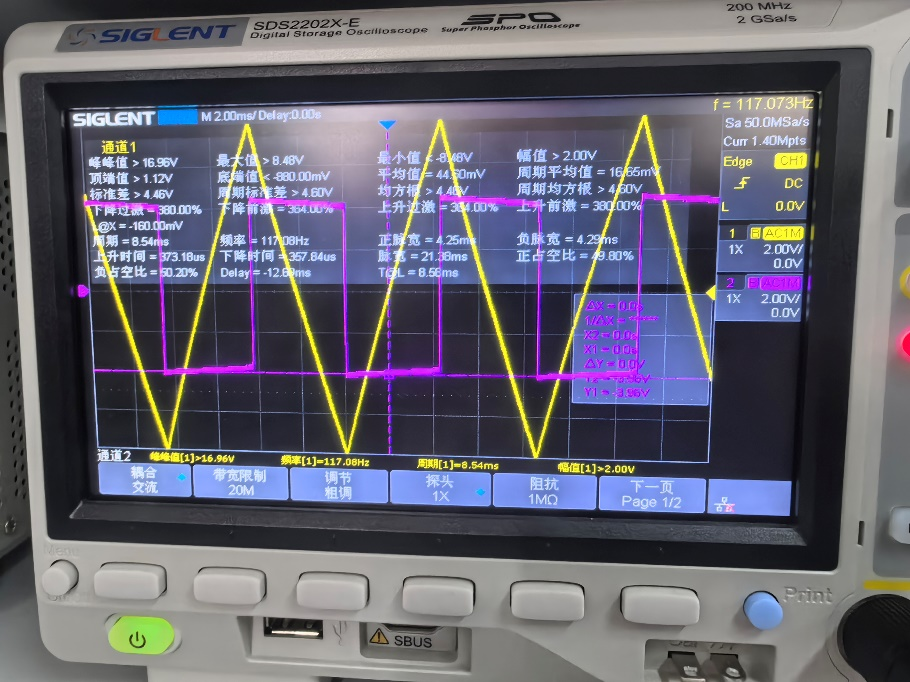 SIGLENT SDS2202X-E
Digital Storage Oscilloscope
SPO
Super Phosphor Oscilloscope
200 MHz
2 GSa/s
SIGLENT M 2.00ms/ Delay:0.00s
f = 117.073Hz
Sa 50.0MSa/s
Curr 1.40Mpts
Edge CH1
DC
L 0.0V
1 AC1M
1X 2.00V/
0.0V
2 AC1M
1X 2.00V/
0.0V
通道1
峰峰值 > 16.96V 最大值 > 8.48V 最小值 < -8.48V 幅值 > 2.00V
顶端值 > 1.12V 底端值 < -880.00mV 平均值 = 44.60mV 周期平均值 = 16.65mV
标准差 > 4.46V 周期标准差 > 4.60V 均方根 > 4.46V 周期均方根 > 4.60V
下降过激 = 380.00% 下降前激 = 384.00% 上升过激 = 384.00% 上升前激 = 380.00%
L@X = -160.00mV
周期 = 8.54ms 频率 = 117.08Hz 正脉宽 = 4.25ms 负脉宽 = 4.29ms
上升时间 = 373.18us 下降时间 = 357.84us 脉宽 = 21.38ms 正占空比 = 49.80%
负占空比 = 50.20%
ΔX = 0.0s
X2 = 0.0s
X1 = 0.0s
ΔY = 0.0V
Y1 = -3.96V
通道2 峰峰值[1]>16.96V 频率[1]=117.08Hz 周期[1]=8.54ms 幅值[1]>2.00V
耦合
交流
带宽限制
20M
调节
粗调
探头
1X
阻抗
1MΩ
下一页
Page 1/2
Menu
Print
SBUS